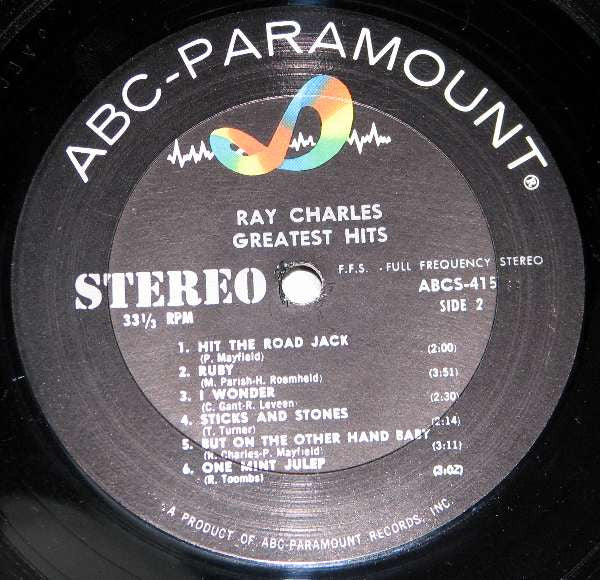 ABC-PARAMOUNT®
RAY CHARLES
GREATEST HITS
STEREO
33 1/3 RPM
F.F.S. - FULL FREQUENCY STEREO
ABCS-415
SIDE 2
1. HIT THE ROAD JACK (2:00)
(P. Mayfield)
2. RUBY (3:51)
(M. Parish-H. Roemheld)
3. I WONDER (2:30)
(C. Gant-R. Leveen)
4. STICKS AND STONES (2:14)
(T. Turner)
5. BUT ON THE OTHER HAND BABY (3:11)
(R. Charles-P. Mayfield)
6. ONE MINT JULEP (3:02)
(R. Toombs)
A PRODUCT OF ABC-PARAMOUNT RECORDS, INC.